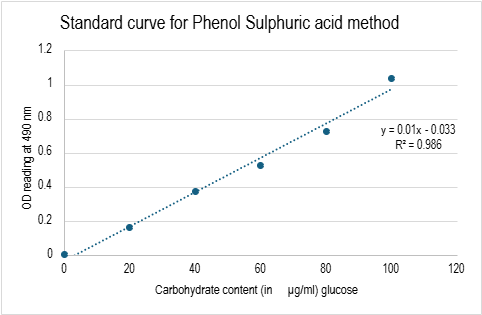 Standard curve for Phenol Sulphuric acid method
1.2
1
0.8
0.6
0.4
0.2
0
OD reading at 490 nm
y = 0.01x - 0.033
R² = 0.986
0 20 40 60 80 100 120
Carbohydrate content (in µg/ml) glucose